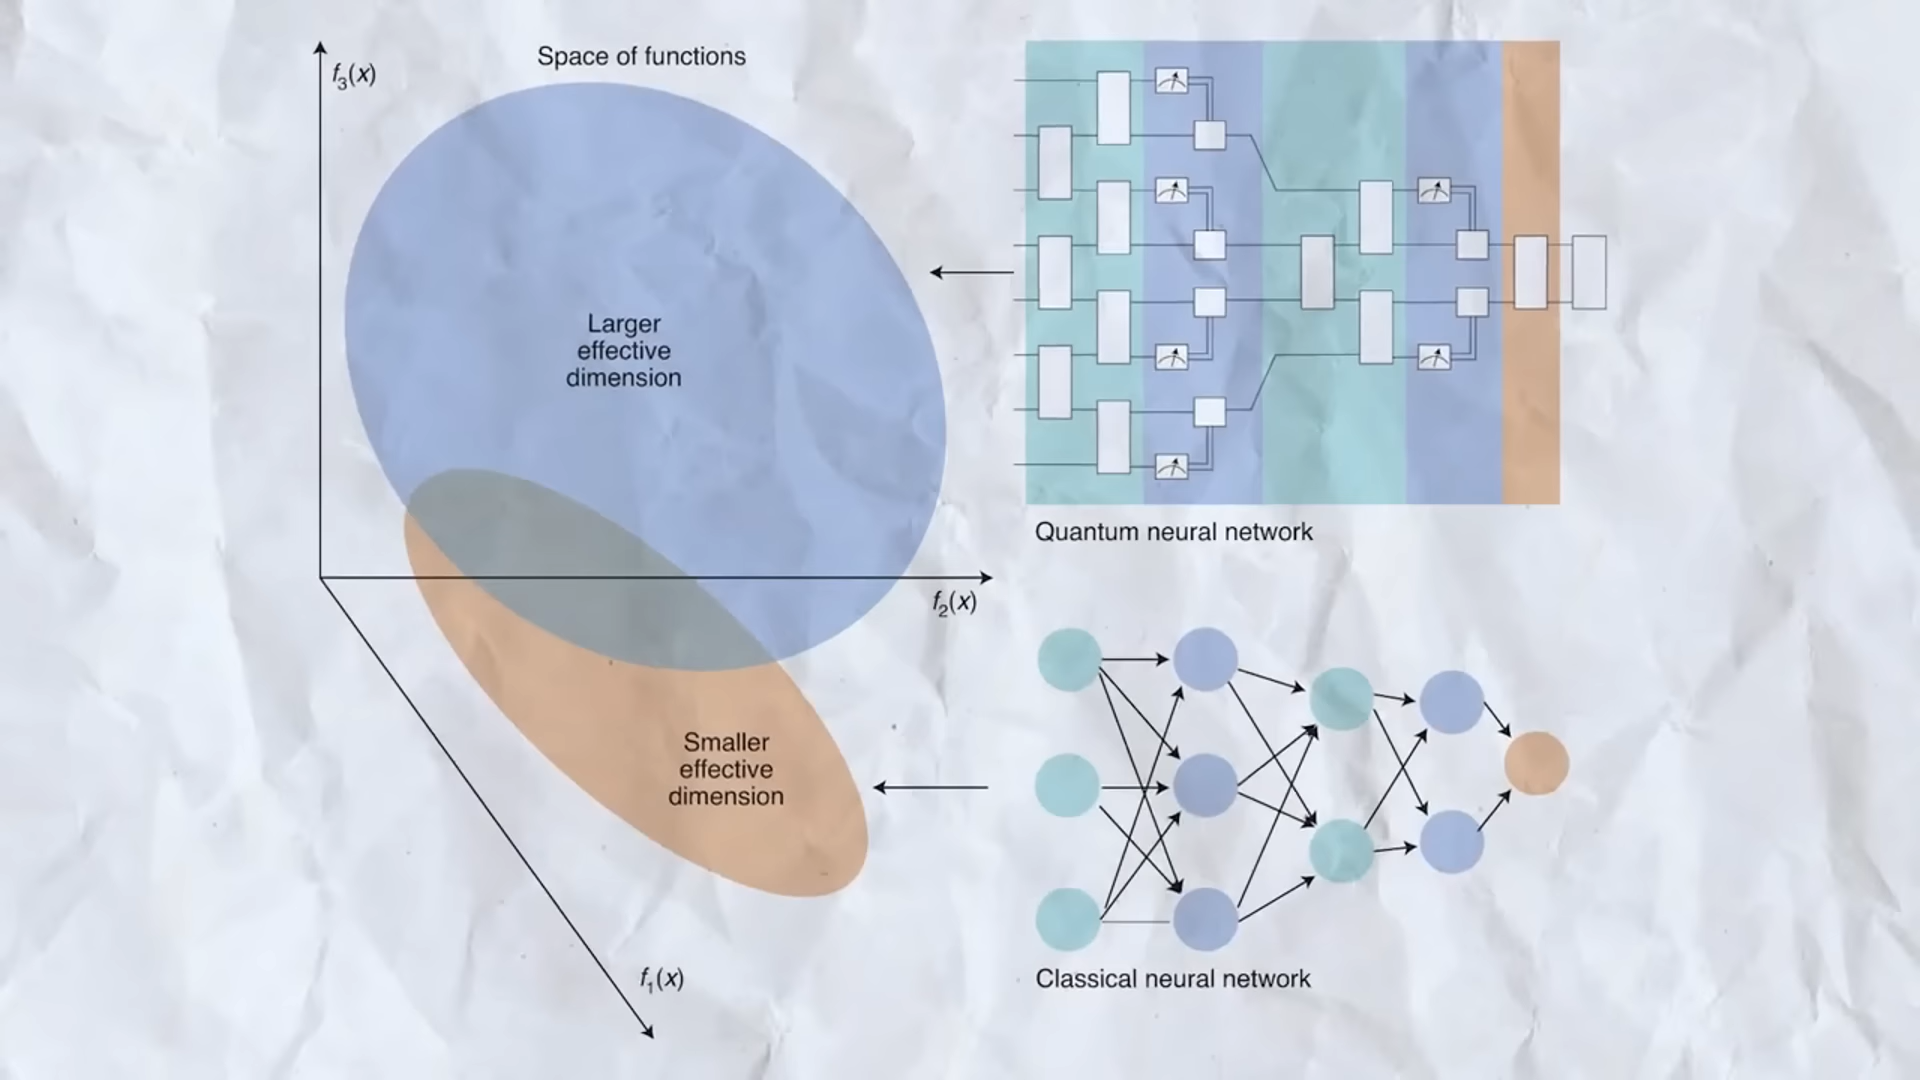 Space of functions
f3(x)
Larger
effective
dimension
Quantum neural network
f2(x)
Smaller
effective
dimension
f1(x)
Classical neural network